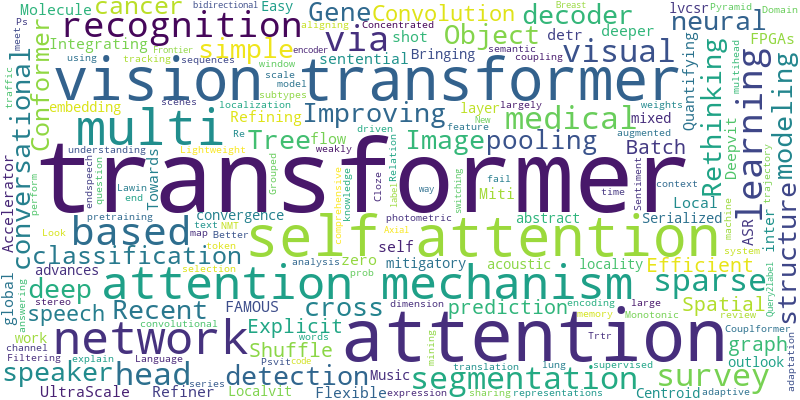 Molecule cancer Gene Convolution decoder lvcsr Pyramid Domain
Ps bidirectional Easy
meet aligning Concentrated
recognition via Object neural
Integrating shot detr deeper
Frontier encoder Bringing semantic
using simple sentential visual coupling FPGAs
tracking sequences window
traffic Conformer vision transformer Quantifying multihead
conversational embedding scale Improving layer largely mixed weights
localization model subtypes Refining medical New augmented
scenes Re driven feature
multi Tree flow Image pooling Batch Rethinking Deepvit learning modeling
understanding Lightweight weakly Relation
transformer
endspeech Lawin Grouped knowledge Cloze label way fail time Sentiment context
question end comprehensive Miti switching
Accelerator perform Towards pretraining convergence photometric abstract Local inter trajectory
text NMT self attention Serialized ASR machine structure
based Look map Better Axial system
classification token self mitigatory locality Efficient
global answering advances selection analysis zero acoustic Query2label
stereo deep attention mechanism sparse
prob dimension encoding large
convolutional Recent FAMOUS cross prediction memory Monotonic Spatial review
work speech Explicit words mining Couplformer graph
channel network attention
Filtering explain Shuffle translation Trtr outlook
Language Psvit lung supervised adaptation
speaker head detection Music segmentation survey
UltraScale Refiner series Localvit Flexible code expression sharing representations Centroid adaptive Breast